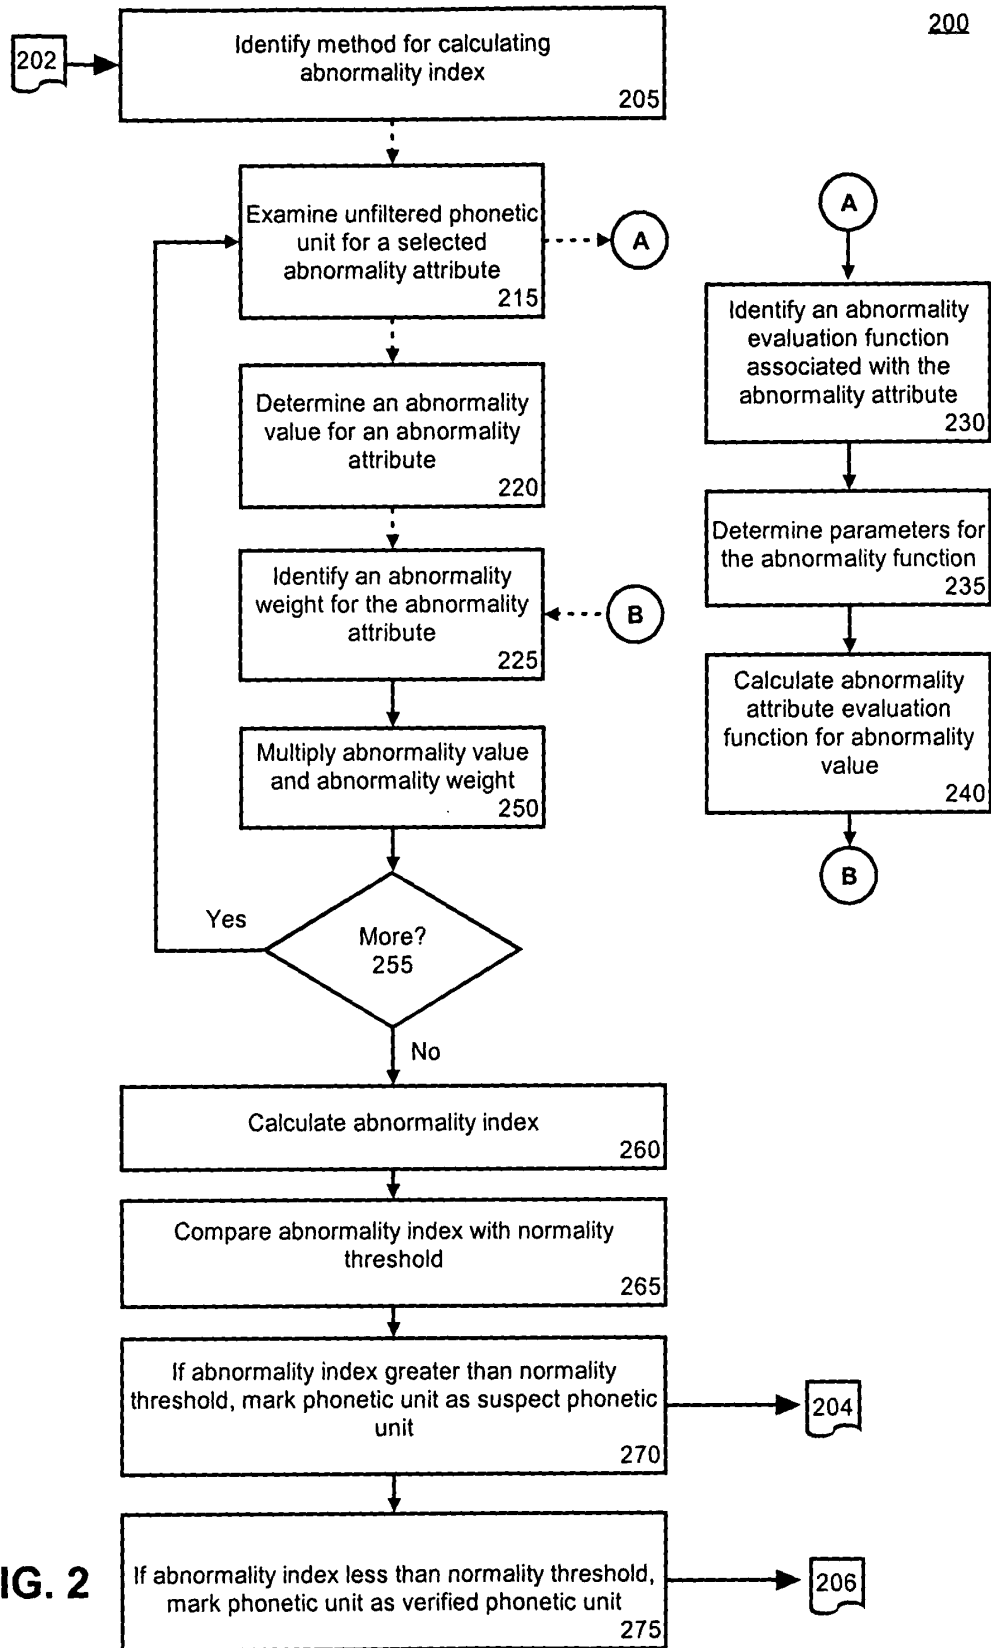 200
202
Identify method for calculating
abnormality index
205
Examine unfiltered phonetic
unit for a selected
abnormality attribute
215
A
Determine an abnormality
value for an abnormality
attribute
220
Identify an abnormality
weight for the abnormality
attribute
225
B
Multiply abnormality value
and abnormality weight
250
Yes
More?
255
No
A
Identify an abnormality
evaluation function
associated with the
abnormality attribute
230
Determine parameters for
the abnormality function
235
Calculate abnormality
attribute evaluation
function for abnormality
value
240
B
Calculate abnormality index
260
Compare abnormality index with normality
threshold
265
If abnormality index greater than normality
threshold, mark phonetic unit as suspect phonetic
unit
270
204
If abnormality index less than normality threshold,
mark phonetic unit as verified phonetic unit
275
206
IG. 2